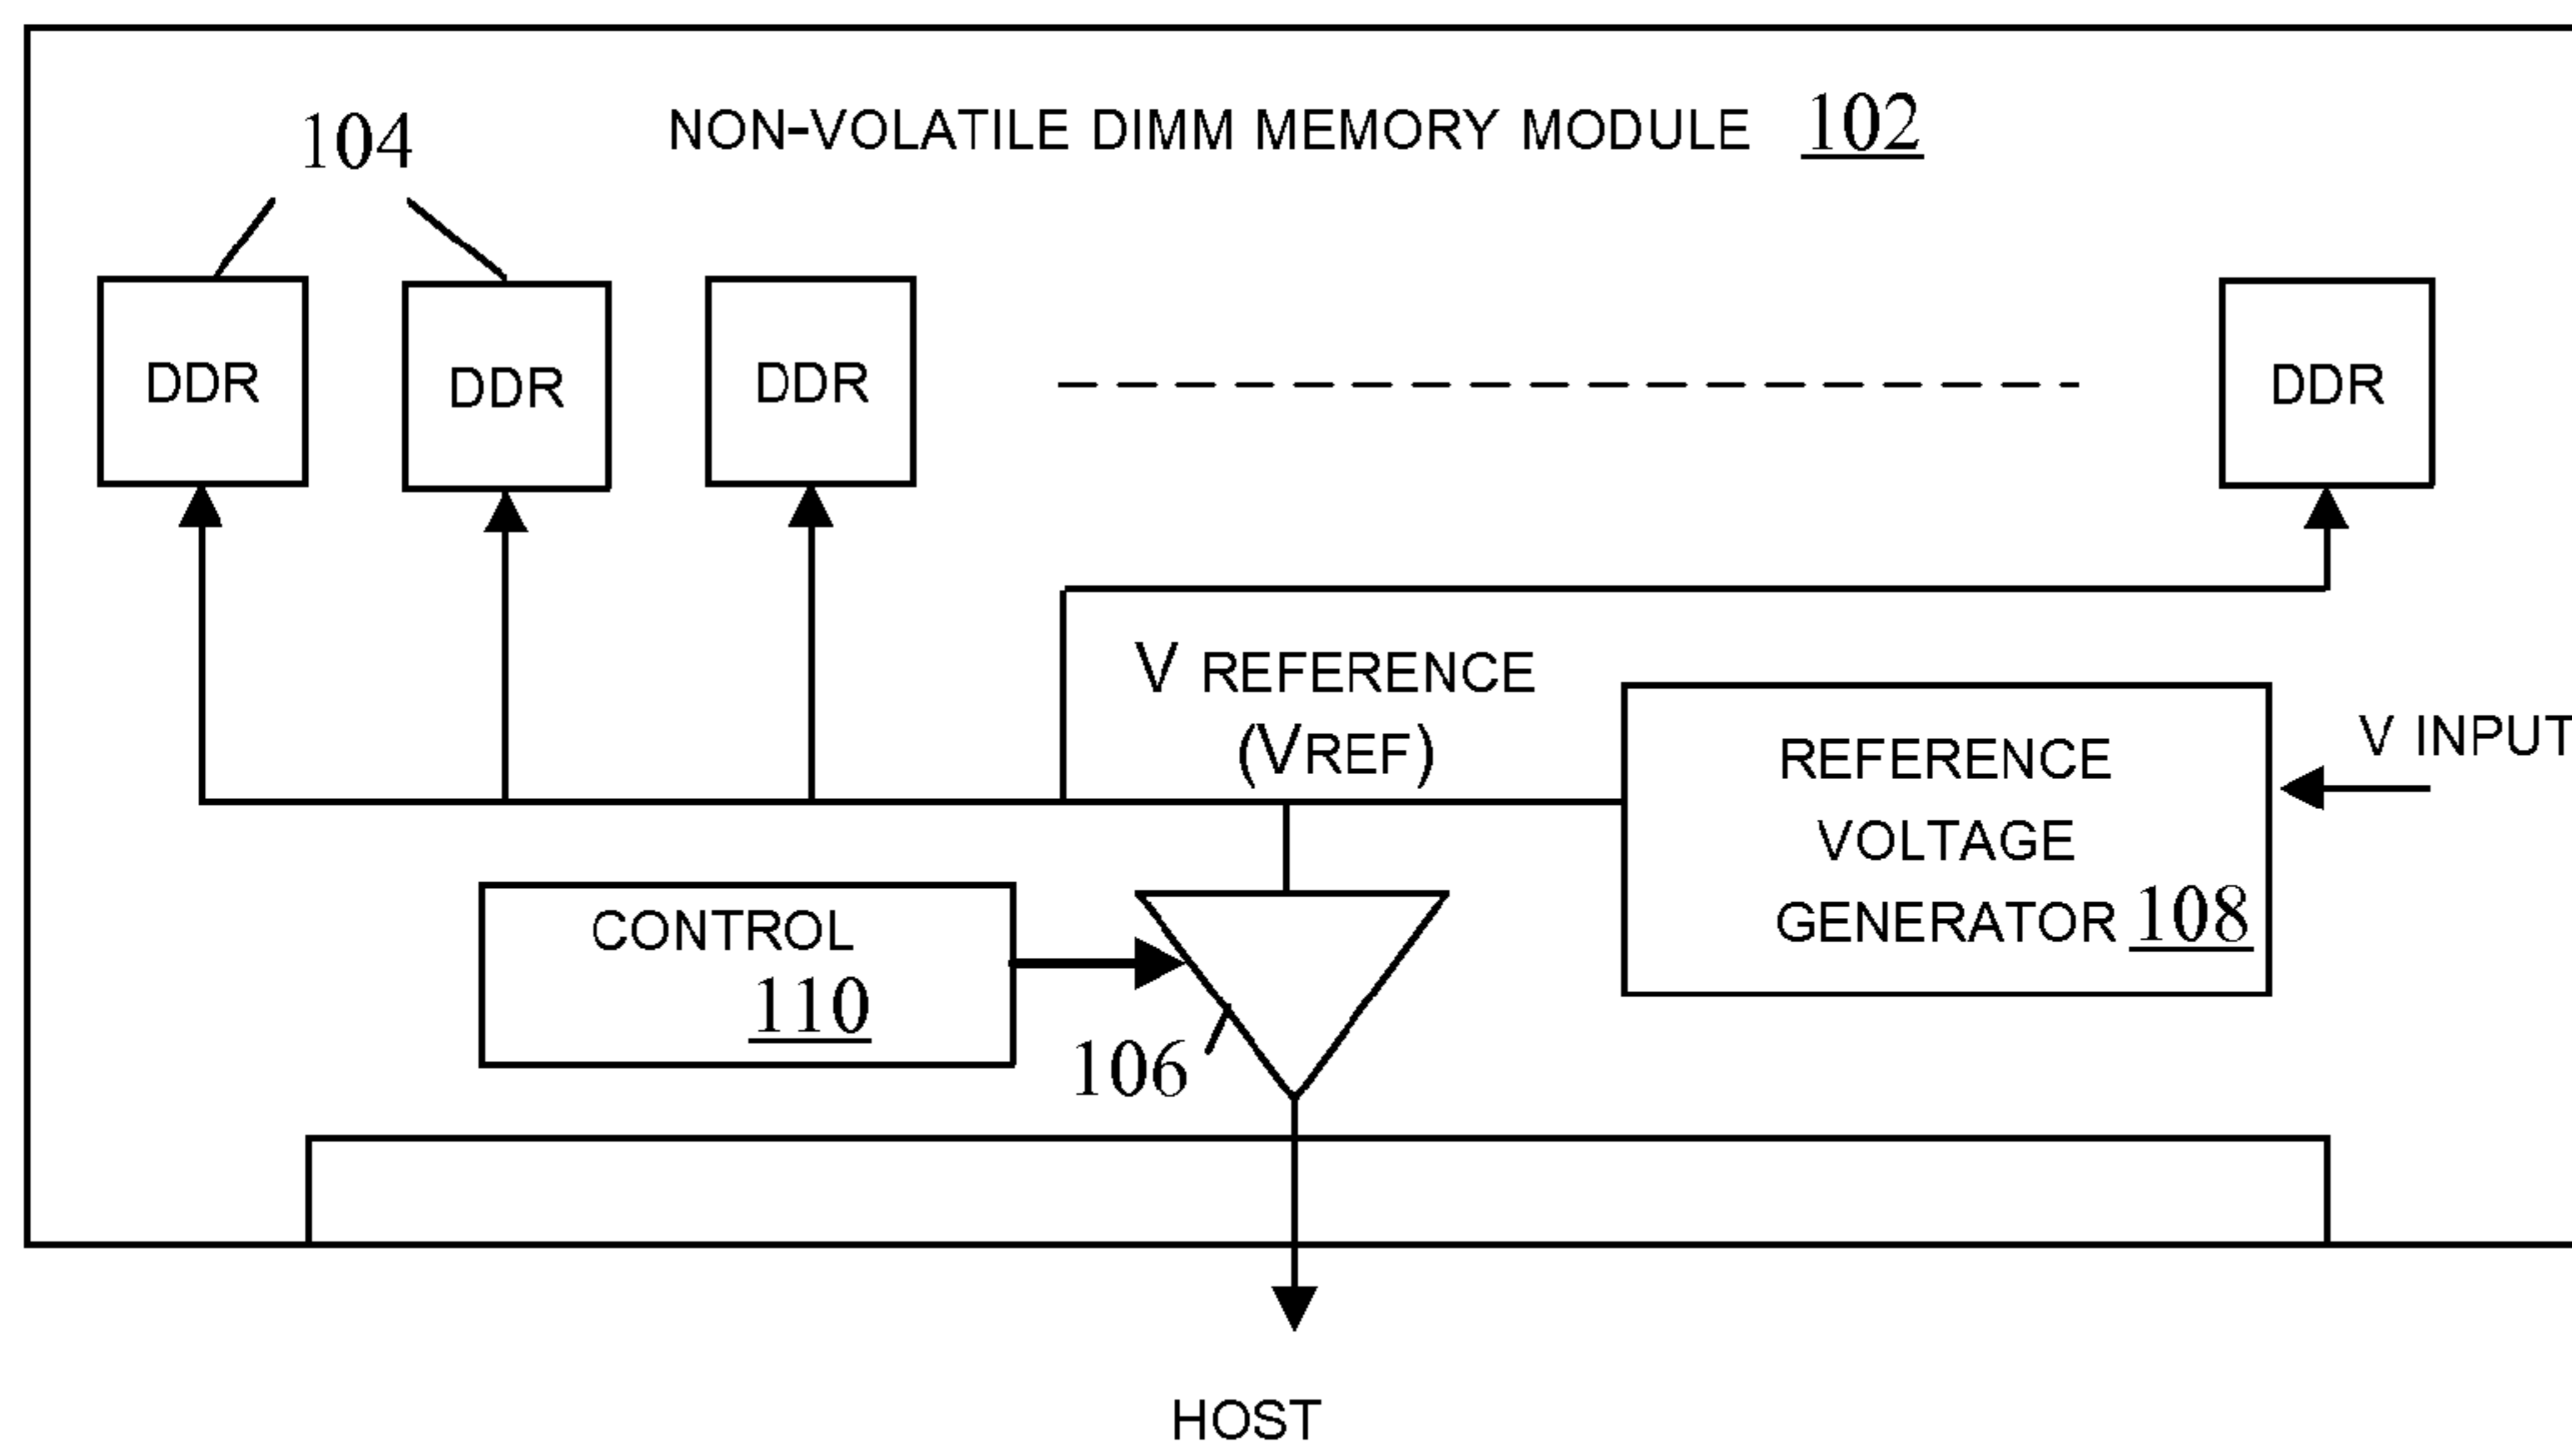 NON-VOLATILE DIMM MEMORY MODULE 102
104
DDR
DDR
DDR
DDR
V REFERENCE
(VREF)
V INPUT
REFERENCE
VOLTAGE
GENERATOR 108
CONTROL
110
106
HOST